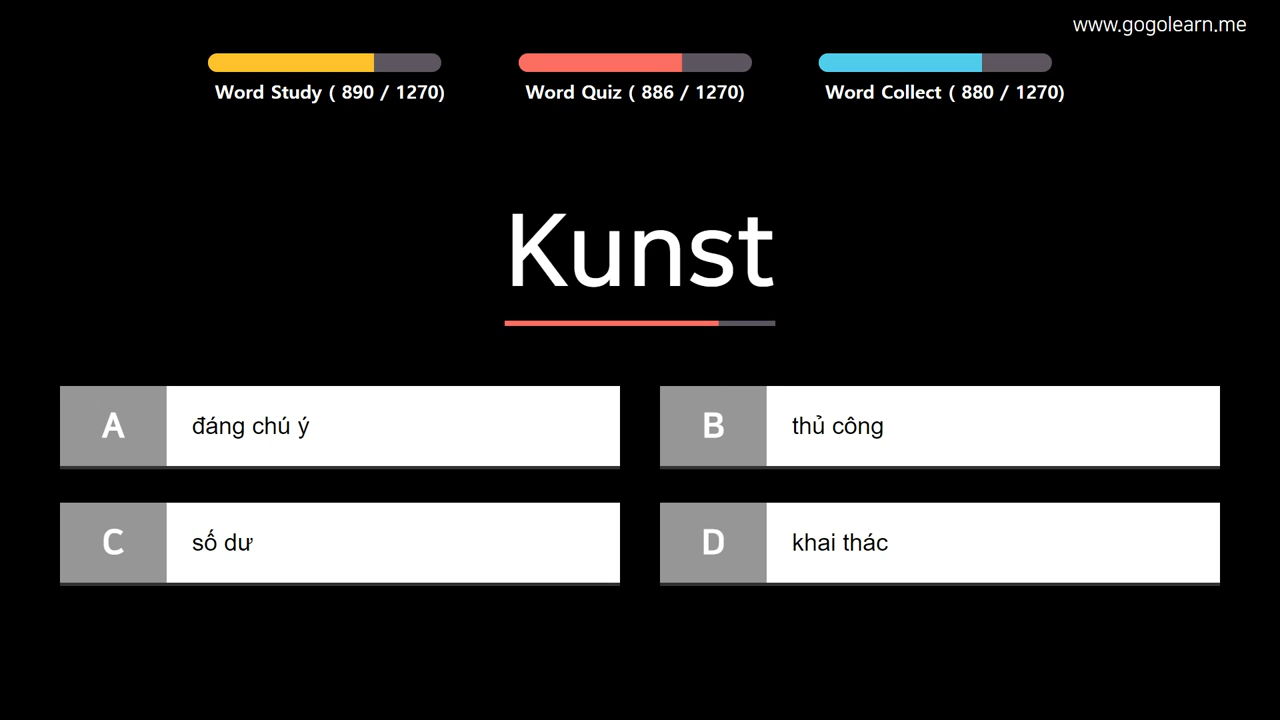 www.gogolearn.me
Word Study ( 890 / 1270)
Word Quiz ( 886 / 1270)
Word Collect ( 880 / 1270)
Kunst
A đáng chú ý
B thủ công
C số dư
D khai thác